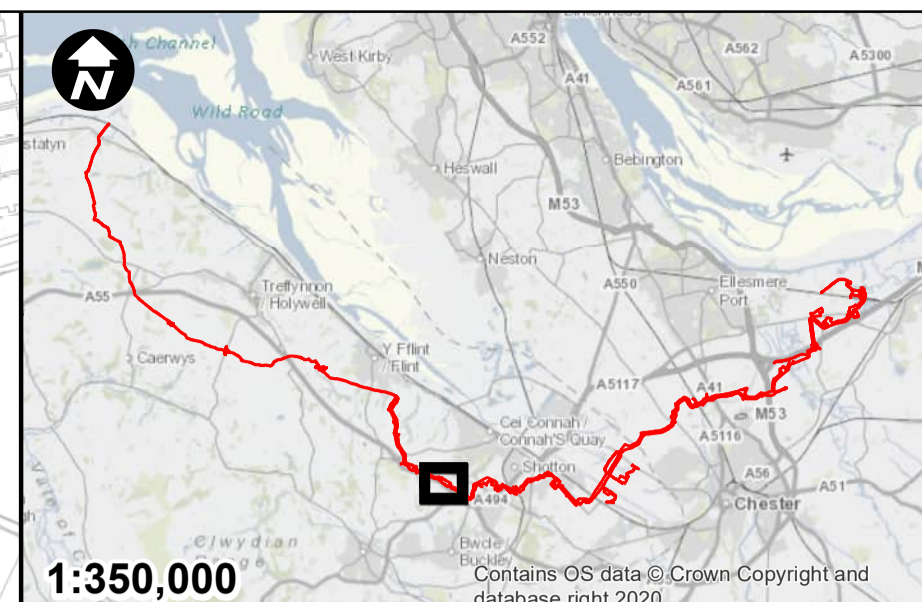 A552
A562
A5300
West Kirby
A41
A561
Wild Road
Channel
N
Bebington
Heswall
M53
Neston
A550
Ellesmere
Port
Treffynnon
/ Holywell
A55
Caerwys
Y Fflint
/ Flint
A5117
A41
M53
Cei Connah /
Connah'S Quay
A5116
Shotton
A56
A51
A494
Chester
Bwcle
Buckley
Clwydian
1:350,000
Contains OS data © Crown Copyright and
database right 2020